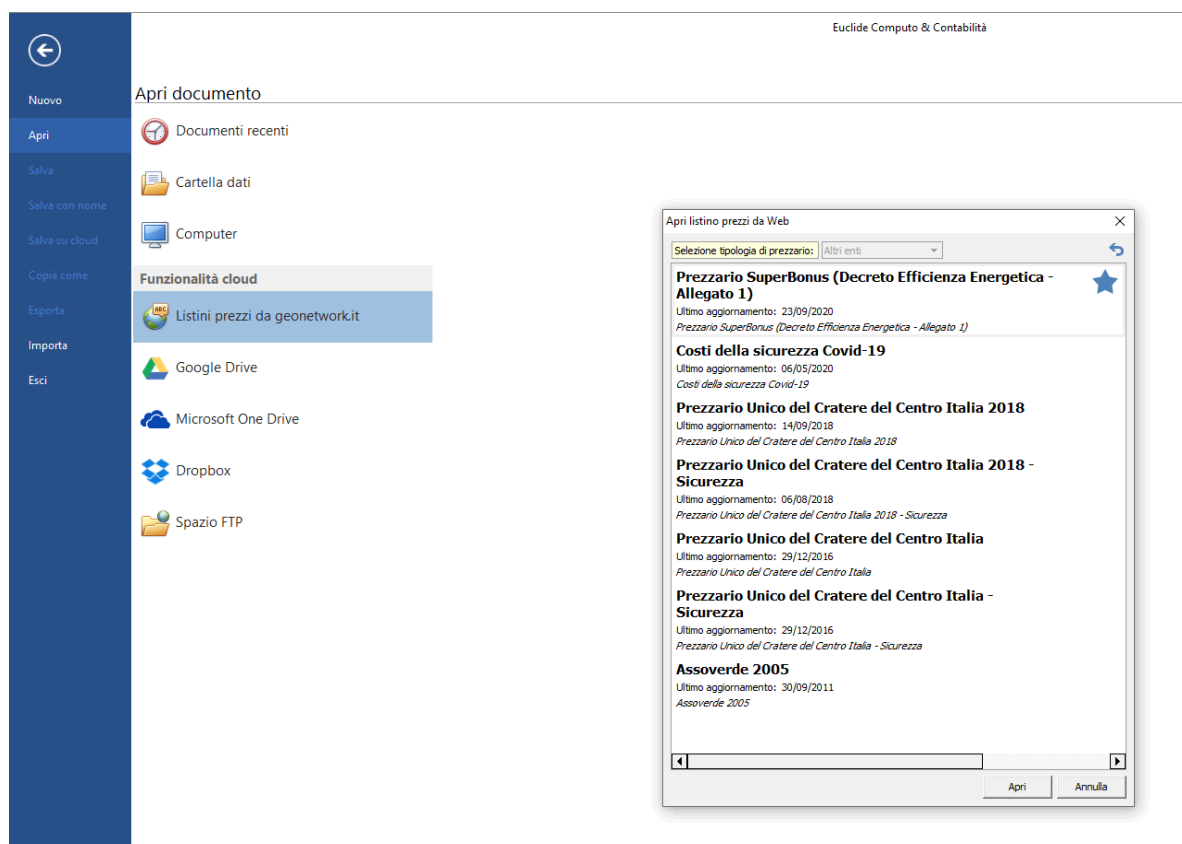 Euclide Computo & Contabilità
Nuovo
Apri
Salva
Salva con nome
Salva su cloud
Copia come
Esporta
Importa
Esci
Apri documento
Documenti recenti
Cartella dati
Computer
Funzionalità cloud
ABC
Listini prezzi da geonetwork.it
Google Drive
Microsoft One Drive
Dropbox
Spazio FTP
Apri listino prezzi da Web
Selezione tipologia di prezzario: Altri enti
Prezzario SuperBonus (Decreto Efficienza Energetica -
Allegato 1)
Ultimo aggiornamento: 23/09/2020
Prezzario SuperBonus (Decreto Efficienza Energetica - Allegato 1)
Costi della sicurezza Covid-19
Ultimo aggiornamento: 06/05/2020
Costi della sicurezza Covid-19
Prezzario Unico del Cratere del Centro Italia 2018
Ultimo aggiornamento: 14/09/2018
Prezzario Unico del Cratere del Centro Italia 2018
Prezzario Unico del Cratere del Centro Italia 2018 -
Sicurezza
Ultimo aggiornamento: 06/08/2018
Prezzario Unico del Cratere del Centro Italia 2018 - Sicurezza
Prezzario Unico del Cratere del Centro Italia
Ultimo aggiornamento: 29/12/2016
Prezzario Unico del Cratere del Centro Italia
Prezzario Unico del Cratere del Centro Italia -
Sicurezza
Ultimo aggiornamento: 29/12/2016
Prezzario Unico del Cratere del Centro Italia - Sicurezza
Assoverde 2005
Ultimo aggiornamento: 30/09/2011
Assoverde 2005
Apri
Annulla